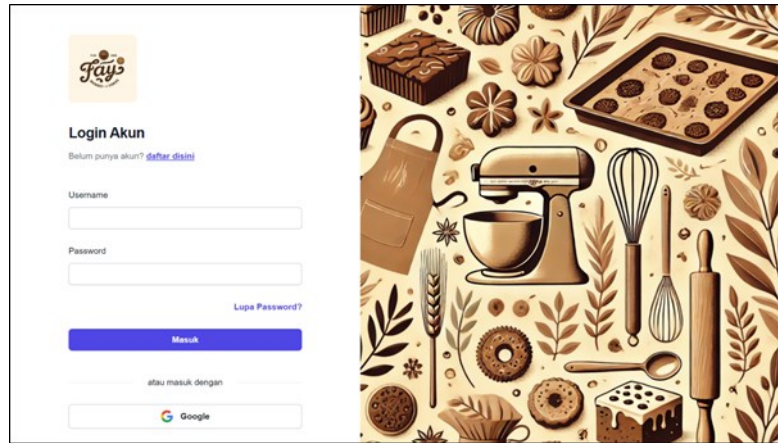 Fay
Login Akun
Belum punya akun? daftar disini
Username
Password
Lupa Password?
Masuk
atau masuk dengan
Google